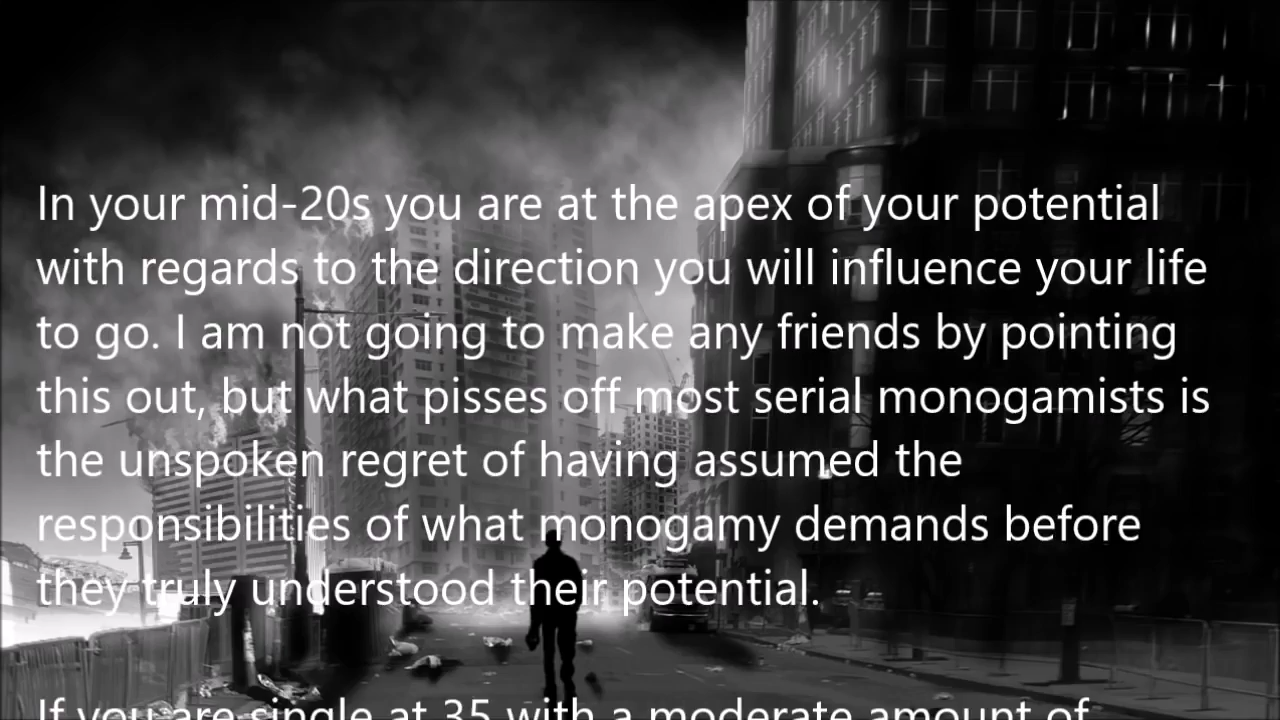 In your mid-20s you are at the apex of your potential
with regards to the direction you will influence your life
to go. I am not going to make any friends by pointing
this out, but what pisses off most serial monogamists is
the unspoken regret of having assumed the
responsibilities of what monogamy demands before
they truly understood their potential.
If you are single at 35 with a moderate amount of